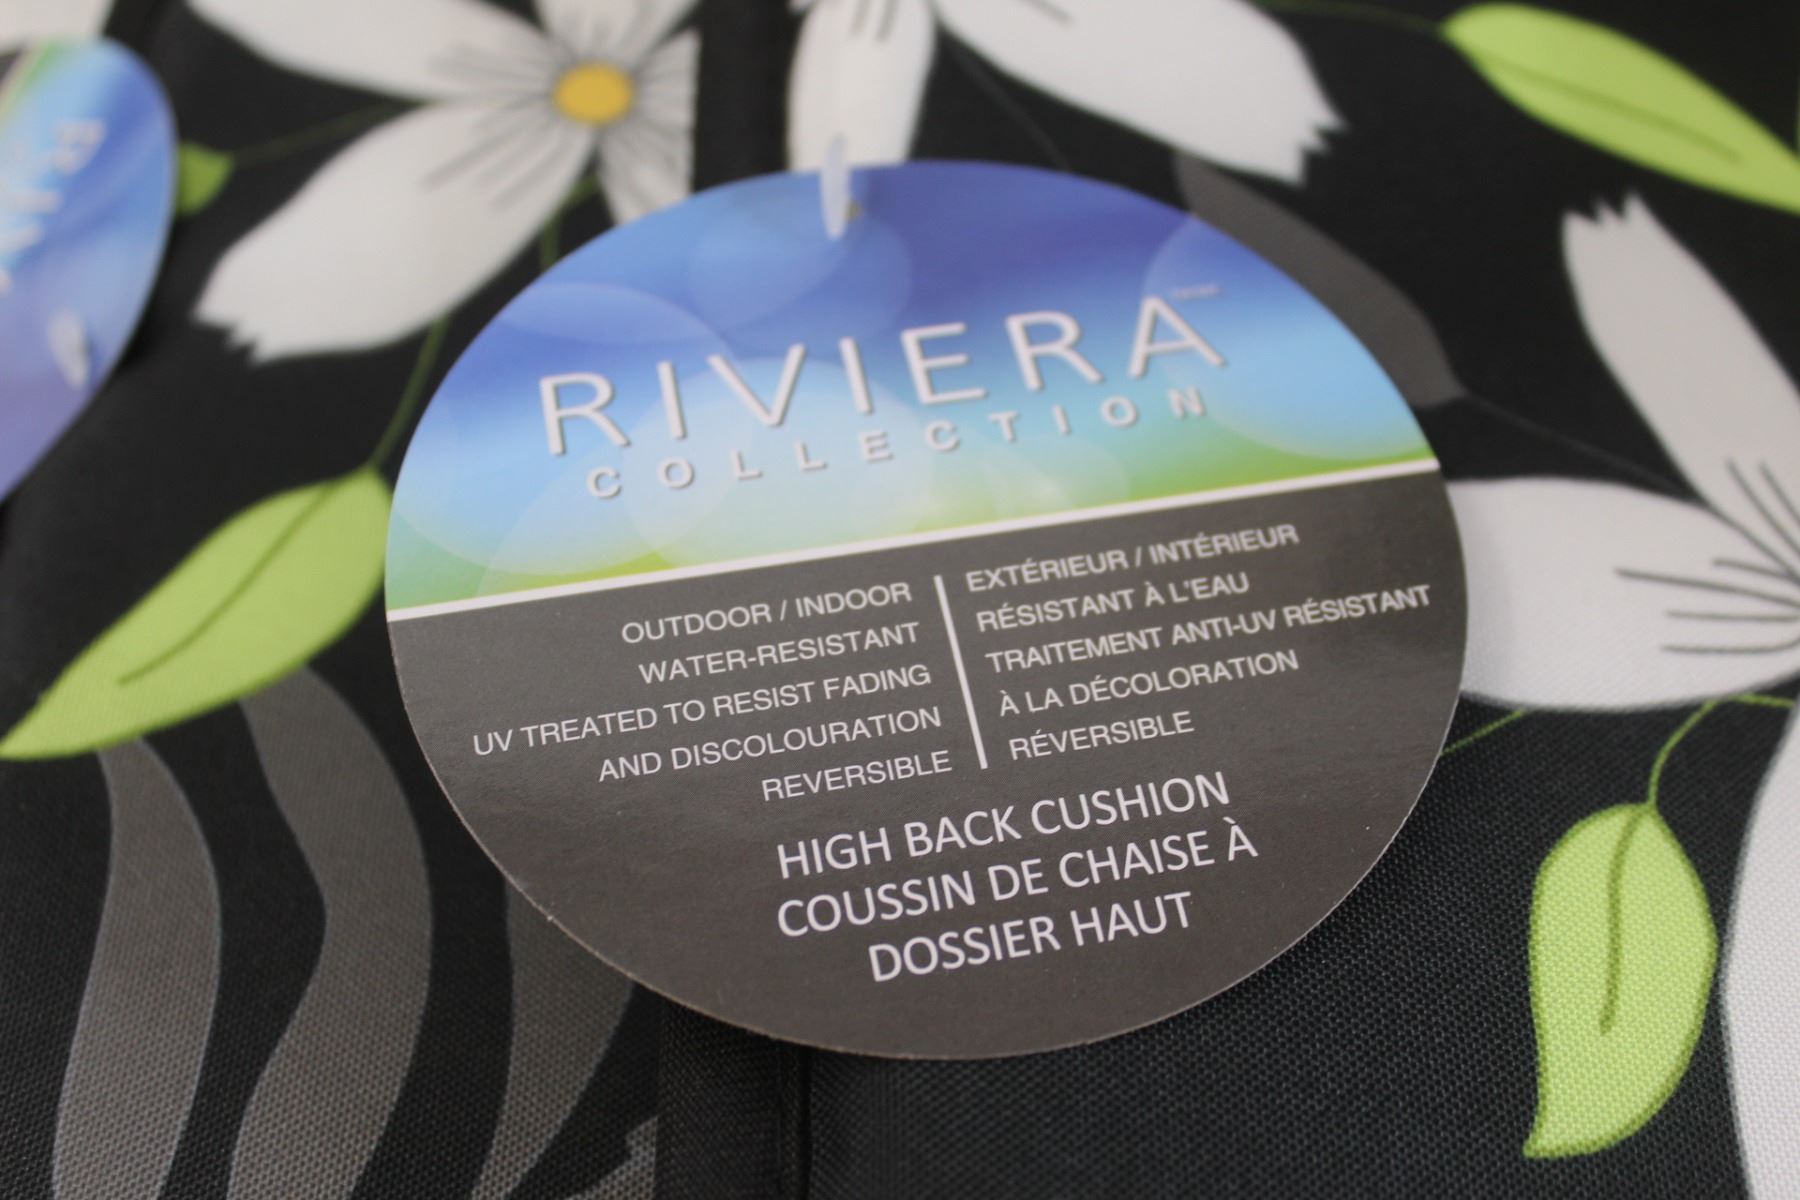 RIVIERA
COLLECTION
OUTDOOR / INDOOR
WATER-RESISTANT
UV TREATED TO RESIST FADING
AND DISCOLOURATION
REVERSIBLE
EXTÉRIEUR / INTÉRIEUR
RÉSISTANT À L'EAU
TRAITEMENT ANTI-UV RÉSISTANT
À LA DÉCOLORATION
RÉVERSIBLE
HIGH BACK CUSHION
COUSSIN DE CHAISE À
DOSSIER HAUT